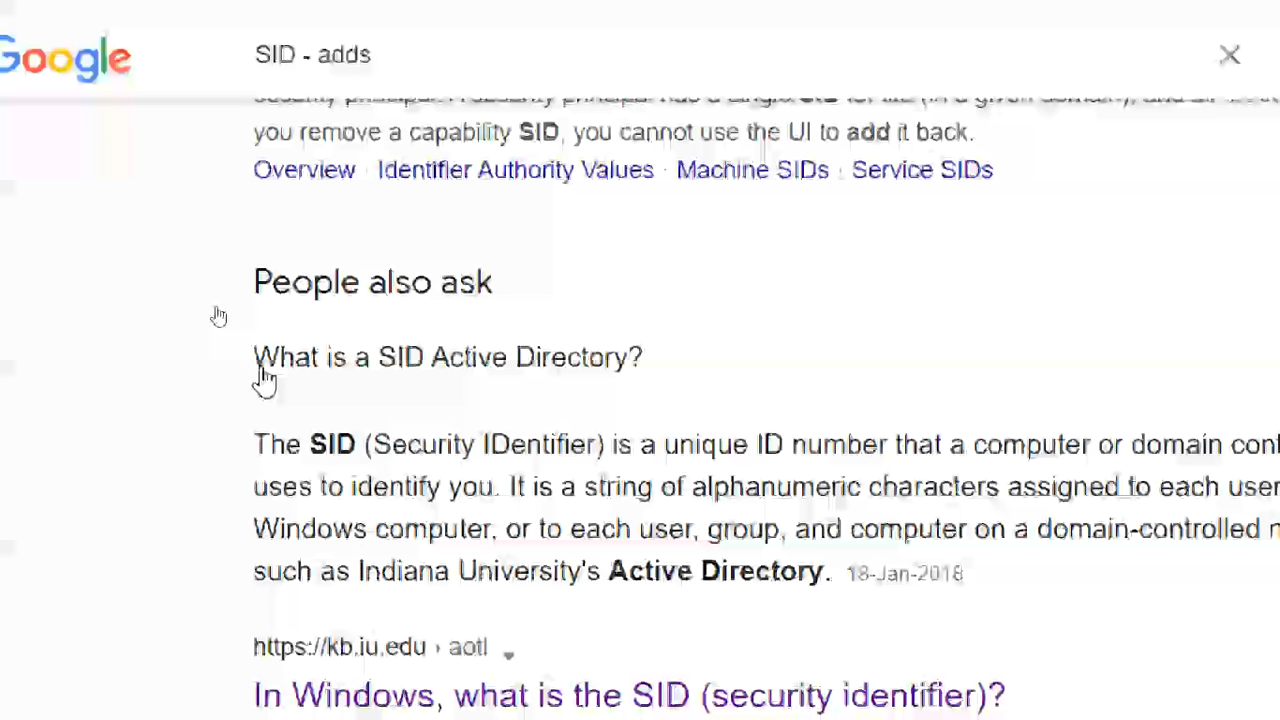 Google
SID - adds
you remove a capability SID, you cannot use the UI to add it back.
Overview · Identifier Authority Values · Machine SIDs · Service SIDs
People also ask
What is a SID Active Directory?
The SID (Security IDentifier) is a unique ID number that a computer or domain cont
uses to identify you. It is a string of alphanumeric characters assigned to each user
Windows computer, or to each user, group, and computer on a domain-controlled n
such as Indiana University's Active Directory. 18-Jan-2018
https://kb.iu.edu › aotl
In Windows, what is the SID (security identifier)?